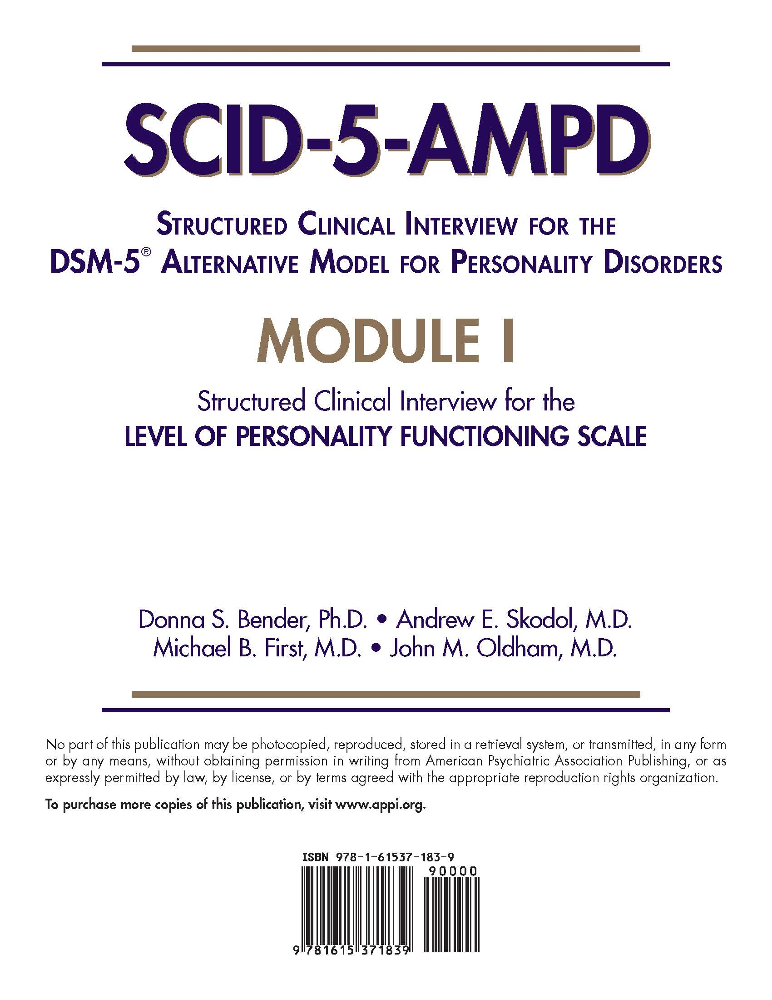 SCID-5-AMPD
Structured Clinical Interview for the
DSM-5® Alternative Model for Personality Disorders
MODULE I
Structured Clinical Interview for the
LEVEL OF PERSONALITY FUNCTIONING SCALE
Donna S. Bender, Ph.D. • Andrew E. Skodol, M.D.
Michael B. First, M.D. • John M. Oldham, M.D.
No part of this publication may be photocopied, reproduced, stored in a retrieval system, or transmitted, in any form
or by any means, without obtaining permission in writing from American Psychiatric Association Publishing, or as
expressly permitted by law, by license, or by terms agreed with the appropriate reproduction rights organization.
To purchase more copies of this publication, visit www.appi.org.
ISBN 978-1-61537-183-9
90000
9 781615 371839